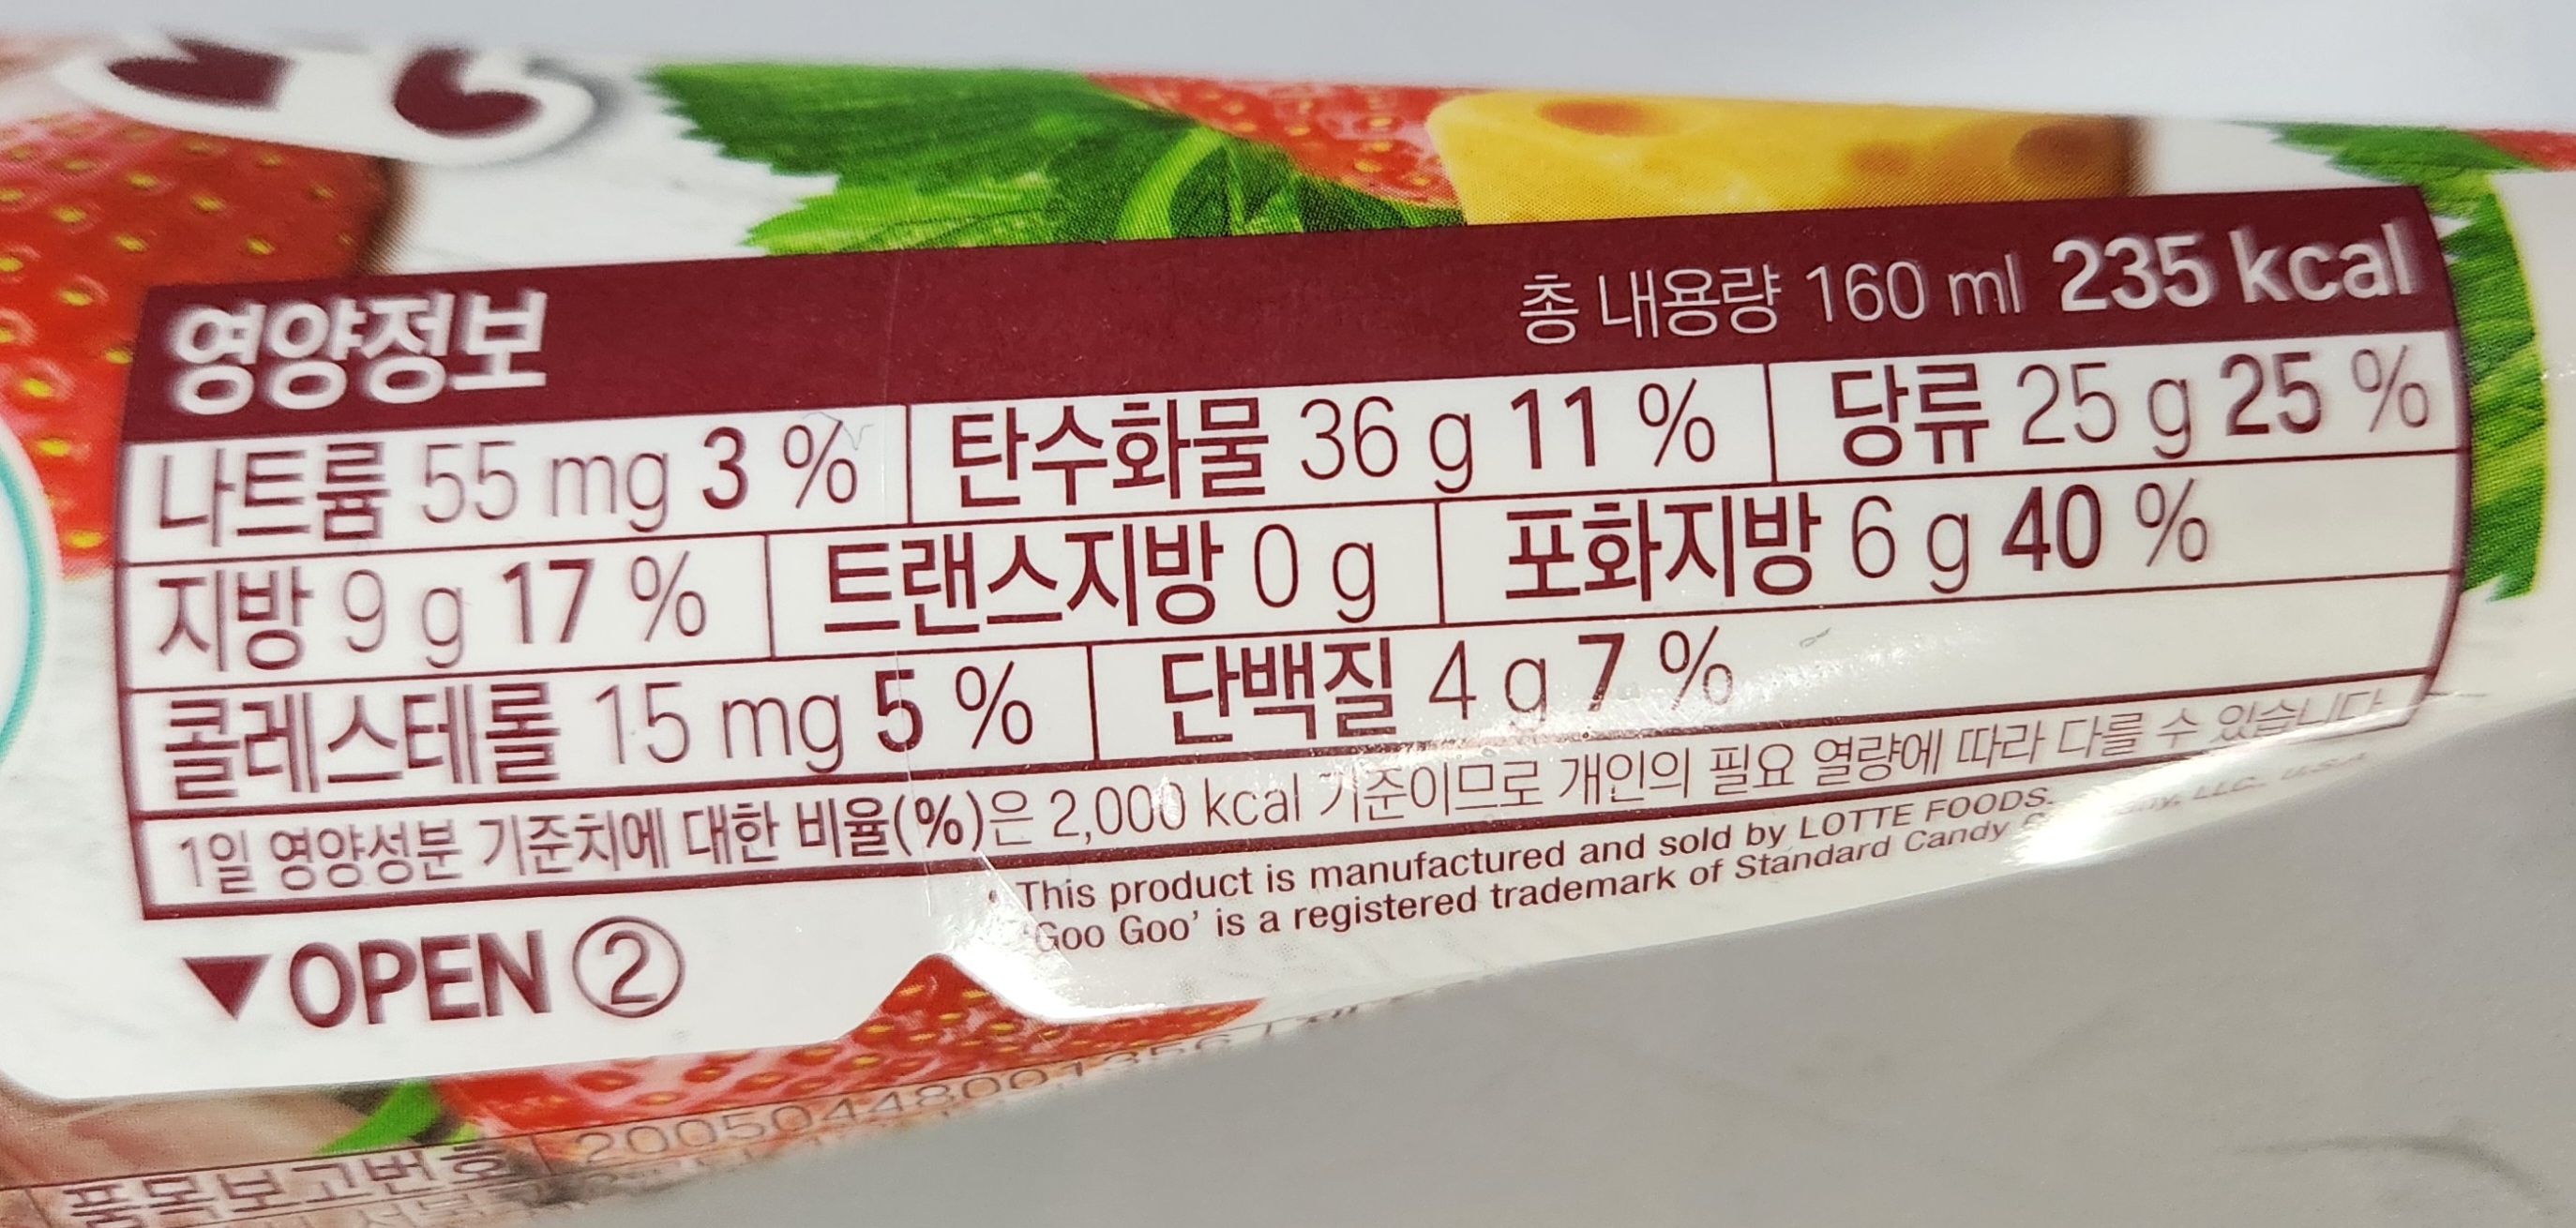 영양정보 총 내용량 160 ml 235 kcal
나트륨 55 mg 3 % 탄수화물 36 g 11 % 당류 25 g 25 %
지방 9 g 17 % 트랜스지방 0 g 포화지방 6 g 40 %
콜레스테롤 15 mg 5 % 단백질 4 g 7 %
1일 영양성분 기준치에 대한 비율(%)은 2,000 kcal 기준이므로 개인의 필요 열량에 따라 다를 수 있습니다
• This product is manufactured and sold by LOTTE FOODS.
'Goo Goo' is a registered trademark of Standard Candy LLC. U.S.A
▼OPEN ②
품목보고번호